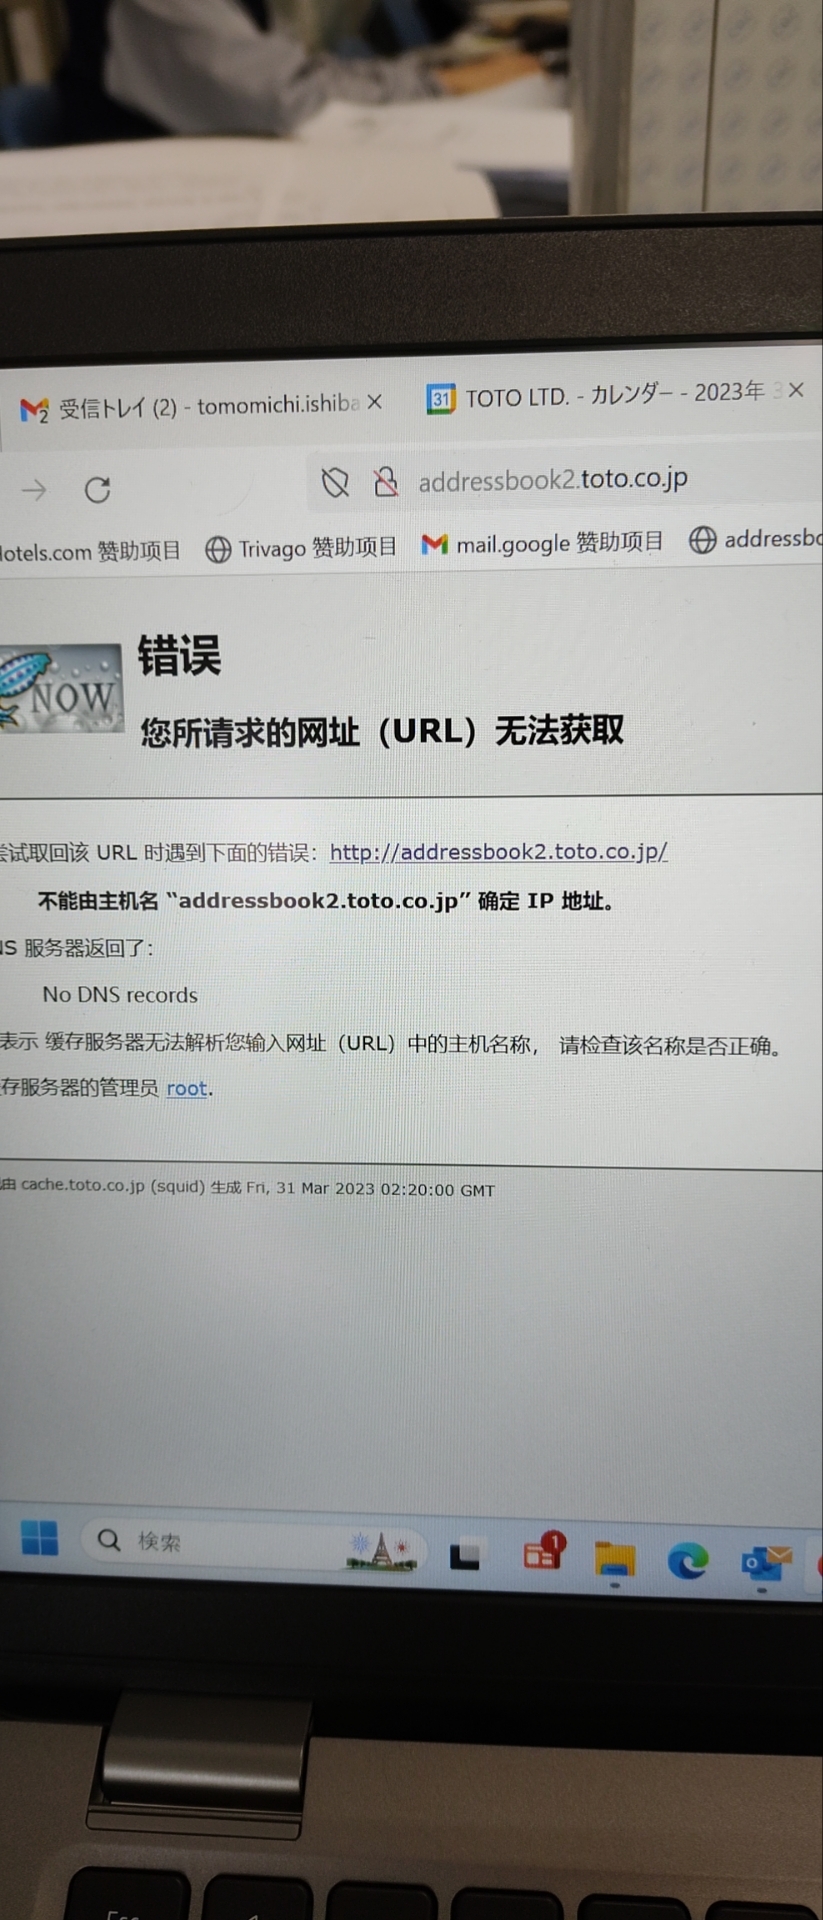 受信トレイ (2) - tomomichi.ishiba
31 TOTO LTD. - カレンダー - 2023年 3
addressbook2.toto.co.jp
Hotels.com 赞助项目 Trivago 赞助项目 mail.google 赞助项目 addressbo
NOW
错误
您所请求的网址（URL）无法获取
尝试取回该 URL 时遇到下面的错误：http://addressbook2.toto.co.jp/
不能由主机名 “addressbook2.toto.co.jp” 确定 IP 地址。
NS 服务器返回了：
No DNS records
表示 缓存服务器无法解析您输入网址（URL）中的主机名称， 请检查该名称是否正确。
存服务器的管理员 root.
由 cache.toto.co.jp (squid) 生成 Fri, 31 Mar 2023 02:20:00 GMT
検索
1
Esc